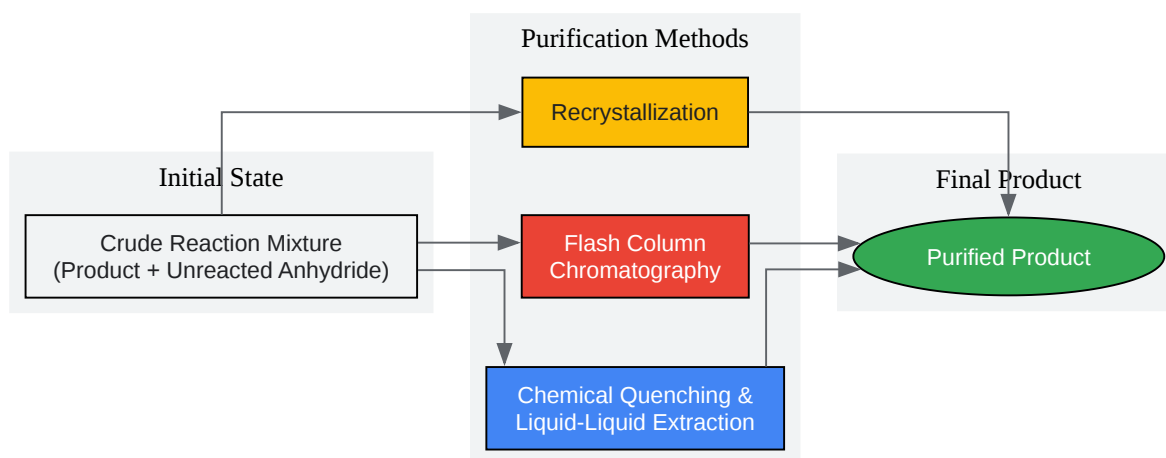 Purification Methods
Recrystallization
Initial State
Final Product
Crude Reaction Mixture
(Product + Unreacted Anhydride)
Flash Column
Chromatography
Purified Product
Chemical Quenching &
Liquid-Liquid Extraction